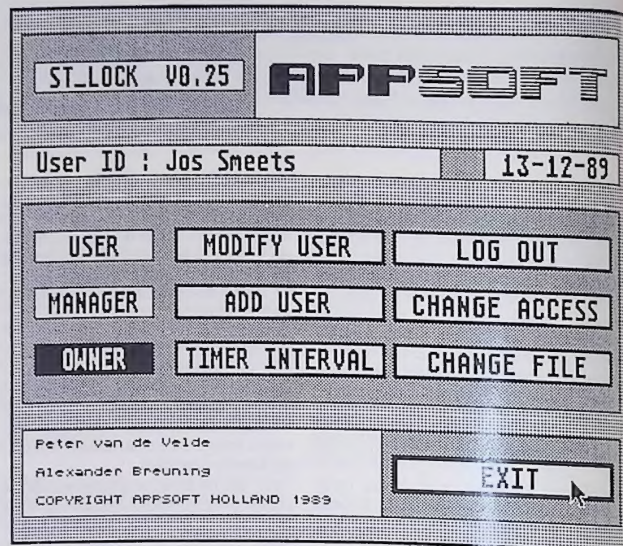 ST_LOCK V0.25
APPSOFT
User ID : Jos Smeets
13-12-89
USER
MODIFY USER
LOG OUT
MANAGER
ADD USER
CHANGE ACCESS
OWNER
TIMER INTERVAL
CHANGE FILE
Peter van de Velde
Alexander Breuning
COPYRIGHT APPSOFT HOLLAND 1989
EXIT